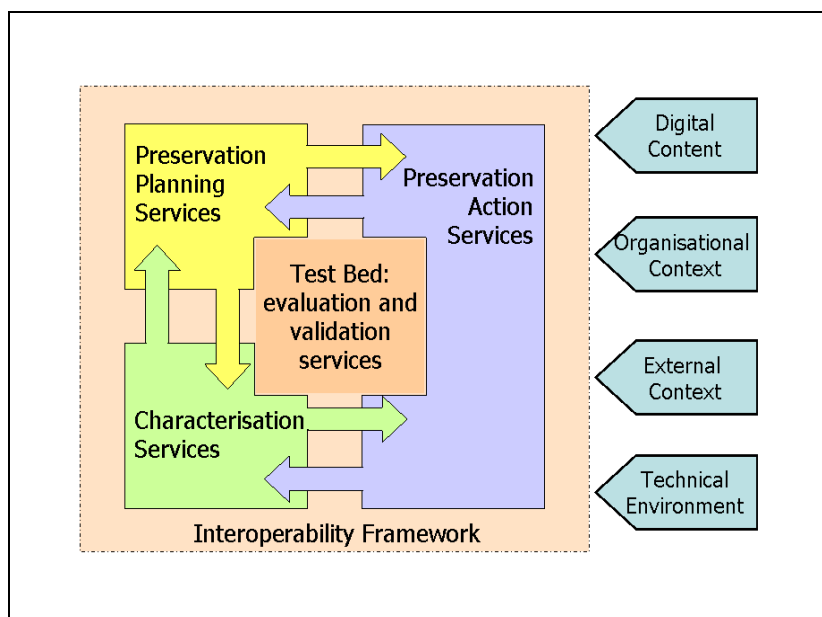 Preservation
Planning
Services
Preservation
Action
Services
Test Bed:
evaluation and
validation
services
Characterisation
Services
Interoperability Framework
Digital
Content
Organisational
Context
External
Context
Technical
Environment